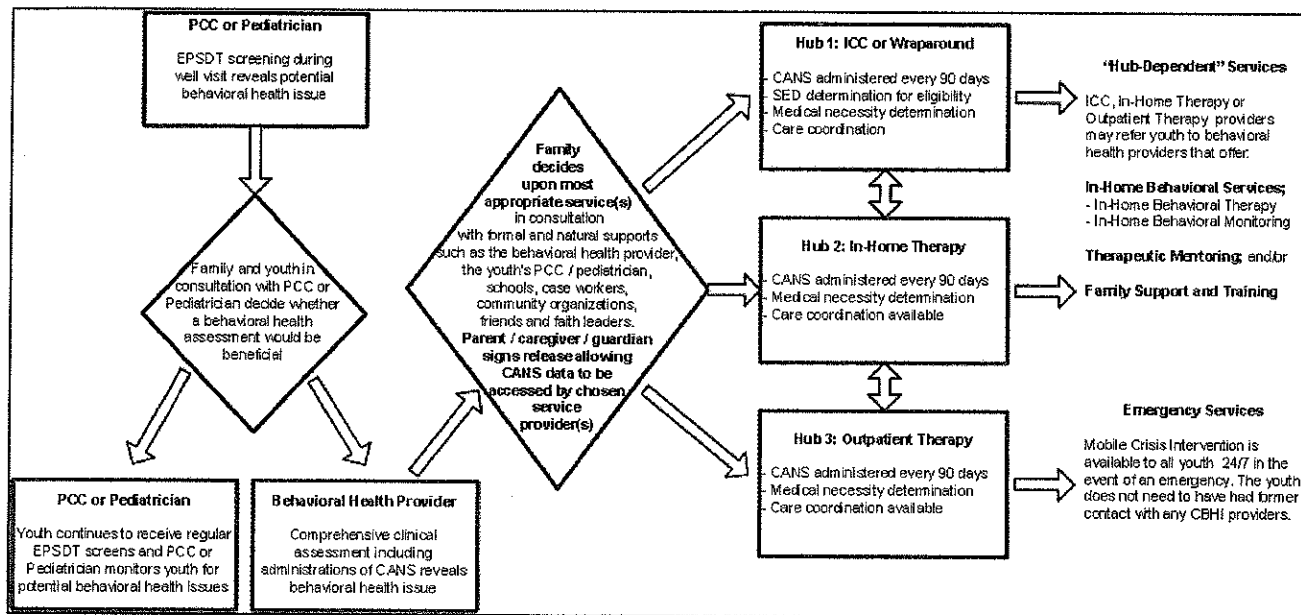 PCC or Pediatrician
EPSDT screening during
well visit reveals potential
behavioral health issue
Family and youth in
consultation with PCC or
Pediatrician decide whether
a behavioral health
assessment would be
beneficial
PCC or Pediatrician
Youth continues to receive regular
EPSDT screens and PCC or
Pediatrician monitors youth for
potential behavioral health issues
Behavioral Health Provider
Comprehensive clinical
assessment including
administrations of CANS reveals
behavioral health issue
Family
decides
upon most
appropriate service(s)
in consultation
with formal and natural supports
such as the behavioral health provider,
the youth's PCC / pediatrician,
schools, case workers,
community organizations,
friends and faith leaders.
Parent / caregiver / guardian
signs release allowing
CANS data to be
accessed by chosen
service
provider(s)
Hub 1: ICC or Wraparound
- CANS administered every 90 days
- SED determination for eligibility
- Medical necessity determination
- Care coordination
Hub 2: In-Home Therapy
- CANS administered every 90 days
- Medical necessity determination
- Care coordination available
Hub 3: Outpatient Therapy
- CANS administered every 90 days
- Medical necessity determination
- Care coordination available
"Hub-Dependent" Services
ICC, In-Home Therapy or
Outpatient Therapy providers
may refer youth to behavioral
health providers that offer:
In-Home Behavioral Services;
- In-Home Behavioral Therapy
- In-Home Behavioral Monitoring
Therapeutic Mentoring; and/or
Family Support and Training
Emergency Services
Mobile Crisis Intervention is
available to all youth 24/7 in the
event of an emergency. The youth
does not need to have had former
contact with any CBHI providers.